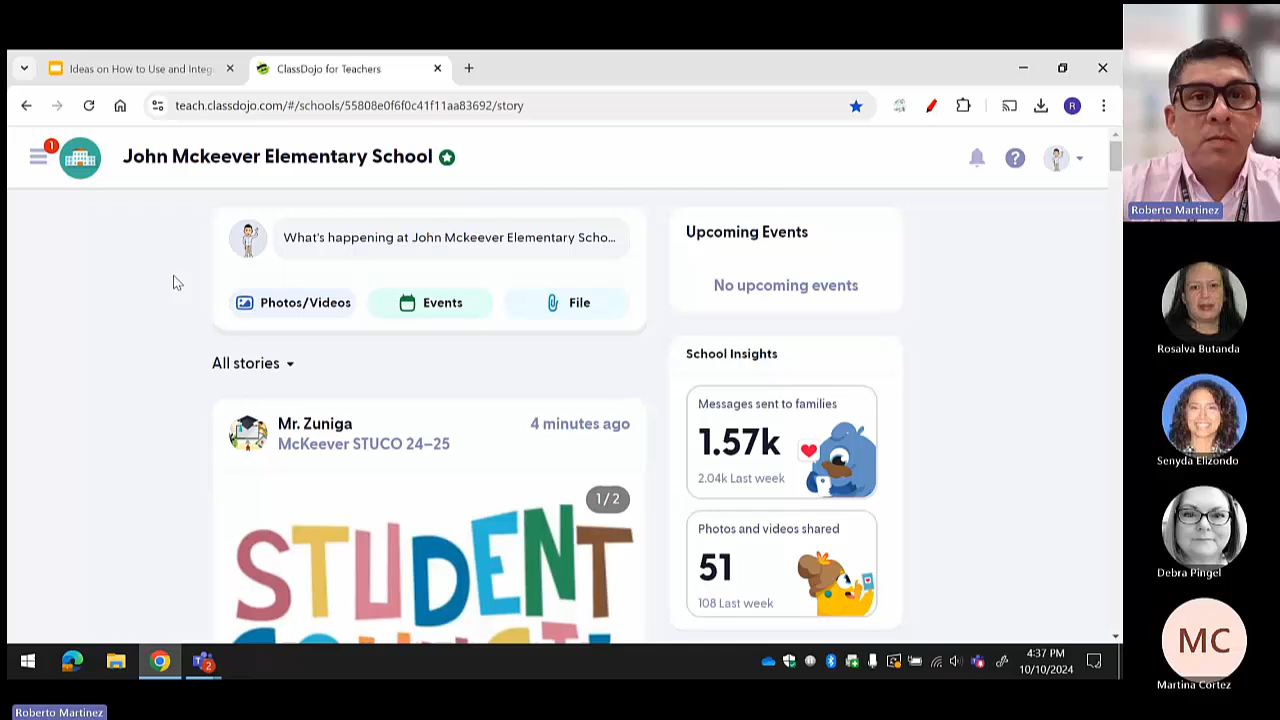 Ideas on How to Use and Integ
ClassDojo for Teachers
teach.classdojo.com/#/schools/55808e0f6f0c41f11aa83692/story
R
1
John Mckeever Elementary School
What's happening at John Mckeever Elementary Scho...
Photos/Videos
Events
File
All stories
Mr. Zuniga
4 minutes ago
McKeever STUCO 24–25
1/2
STUDENT
COUNCIL
Upcoming Events
No upcoming events
School Insights
Messages sent to families
1.57k
2.04k Last week
Photos and videos shared
51
108 Last week
2
4:37 PM
10/10/2024
Roberto Martinez
Rosalva Butanda
Senyda Elizondo
Debra Pingel
MC
Martina Cortez
Roberto Martinez